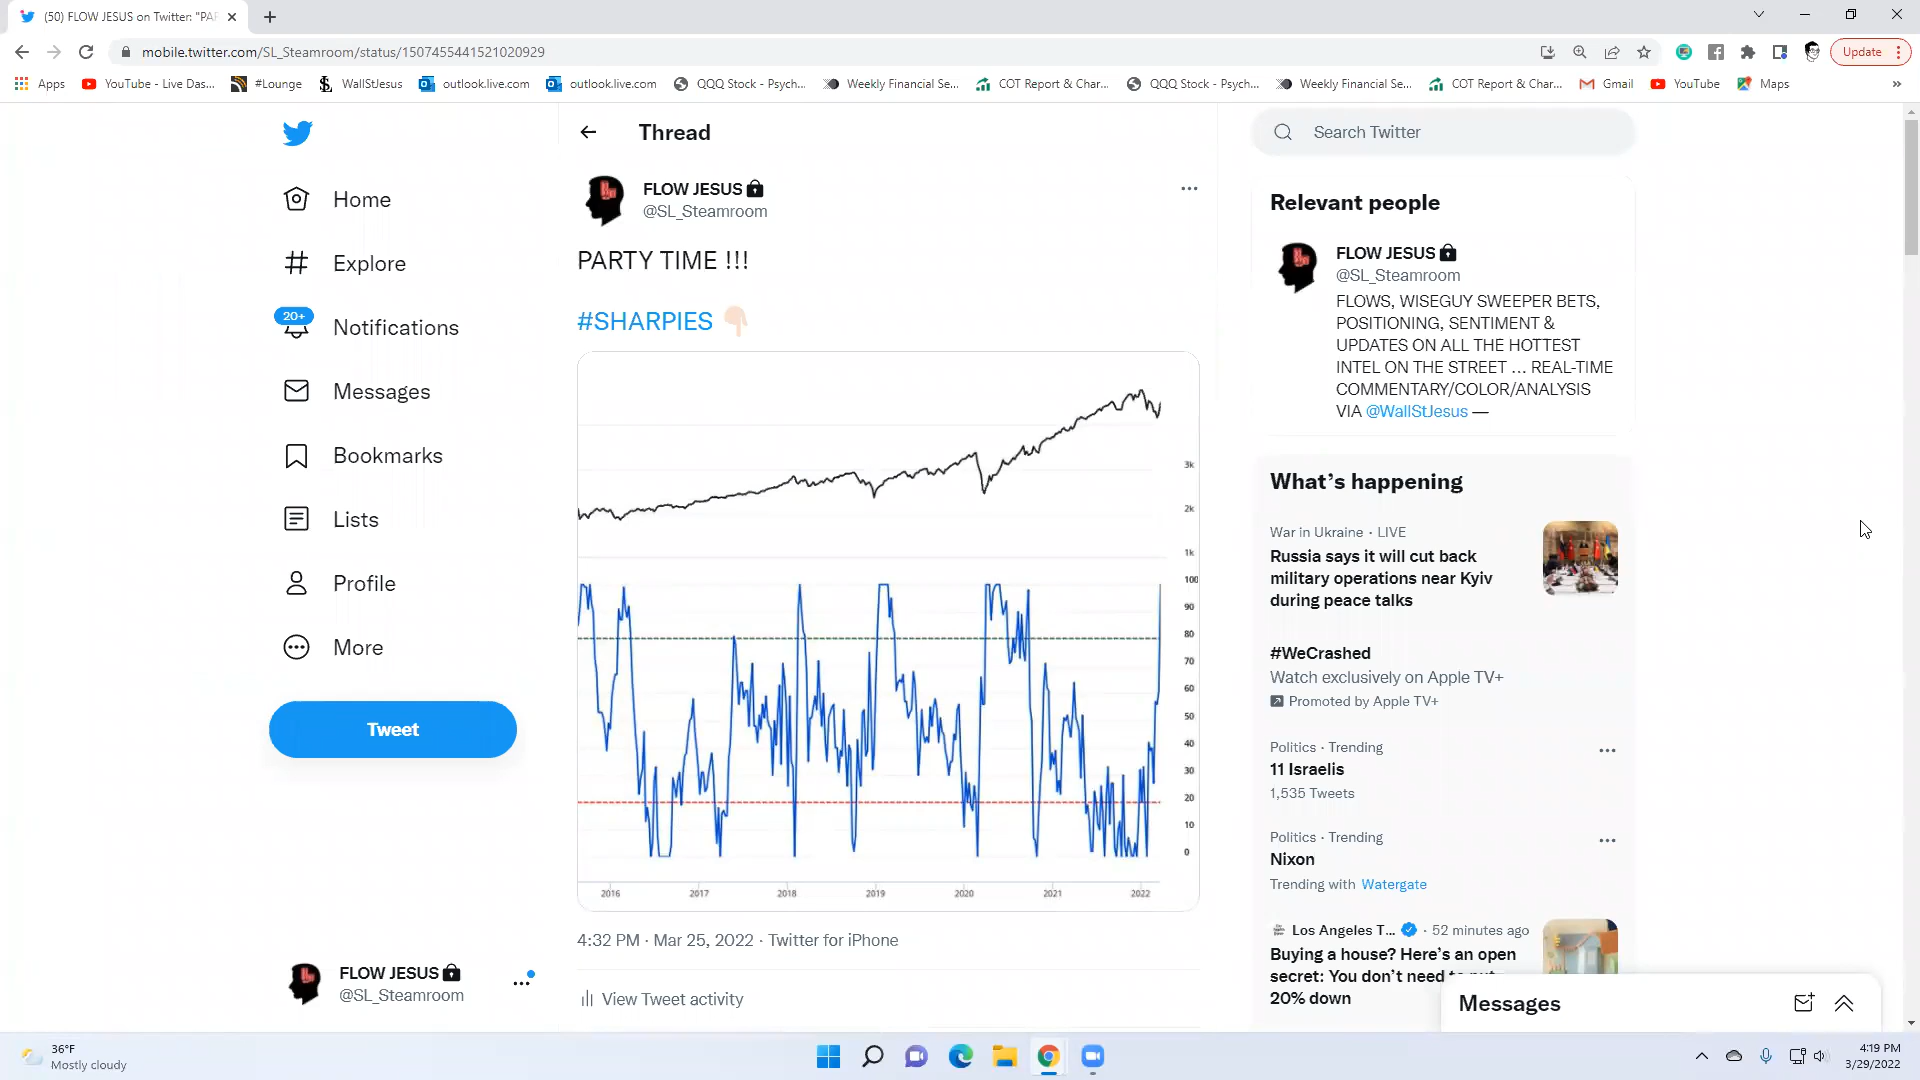 (50) FLOW JESUS on Twitter: "PAR
mobile.twitter.com/SL_Steamroom/status/1507455441521020929
Update
Apps
YouTube - Live Das...
#Lounge
WallStJesus
outlook.live.com
outlook.live.com
QQQ Stock - Psych...
Weekly Financial Se...
COT Report & Char...
QQQ Stock - Psych...
Weekly Financial Se...
COT Report & Char...
Gmail
YouTube
Maps
»
Home
Explore
20+
Notifications
Messages
Bookmarks
Lists
Profile
More
Tweet
FLOW JESUS
@SL_Steamroom
Thread
FLOW JESUS
@SL_Steamroom
PARTY TIME !!!
#SHARPIES
3k
2k
1k
100
90
80
70
60
50
40
30
20
10
0
2016 2017 2018 2019 2020 2021 2022
4:32 PM · Mar 25, 2022 · Twitter for iPhone
View Tweet activity
Search Twitter
Relevant people
FLOW JESUS
@SL_Steamroom
FLOWS, WISEGUY SWEEPER BETS,
POSITIONING, SENTIMENT &
UPDATES ON ALL THE HOTTEST
INTEL ON THE STREET ... REAL-TIME
COMMENTARY/COLOR/ANALYSIS
VIA @WallStJesus —
What's happening
War in Ukraine · LIVE
Russia says it will cut back
military operations near Kyiv
during peace talks
#WeCrashed
Watch exclusively on Apple TV+
Promoted by Apple TV+
Politics · Trending
11 Israelis
1,535 Tweets
Politics · Trending
Nixon
Trending with Watergate
Los Angeles T... · 52 minutes ago
Buying a house? Here's an open
secret: You don't need
20% down
Messages
36°F
Mostly cloudy
4:19 PM
3/29/2022